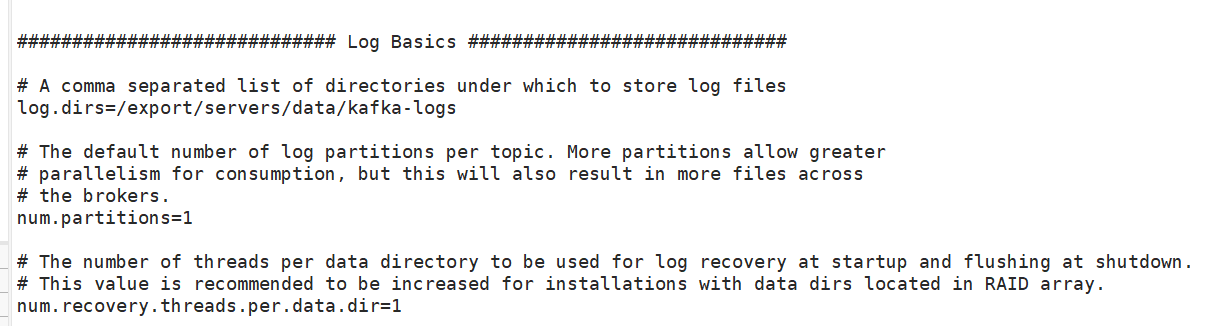 ############################# Log Basics #############################
# A comma separated list of directories under which to store log files
log.dirs=/export/servers/data/kafka-logs
# The default number of log partitions per topic. More partitions allow greater
# parallelism for consumption, but this will also result in more files across
# the brokers.
num.partitions=1
# The number of threads per data directory to be used for log recovery at startup and flushing at shutdown.
# This value is recommended to be increased for installations with data dirs located in RAID array.
num.recovery.threads.per.data.dir=1